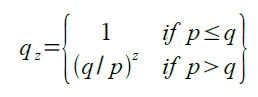 q_z = { 1 if p ≤ q
(q/p)^z if p > q }